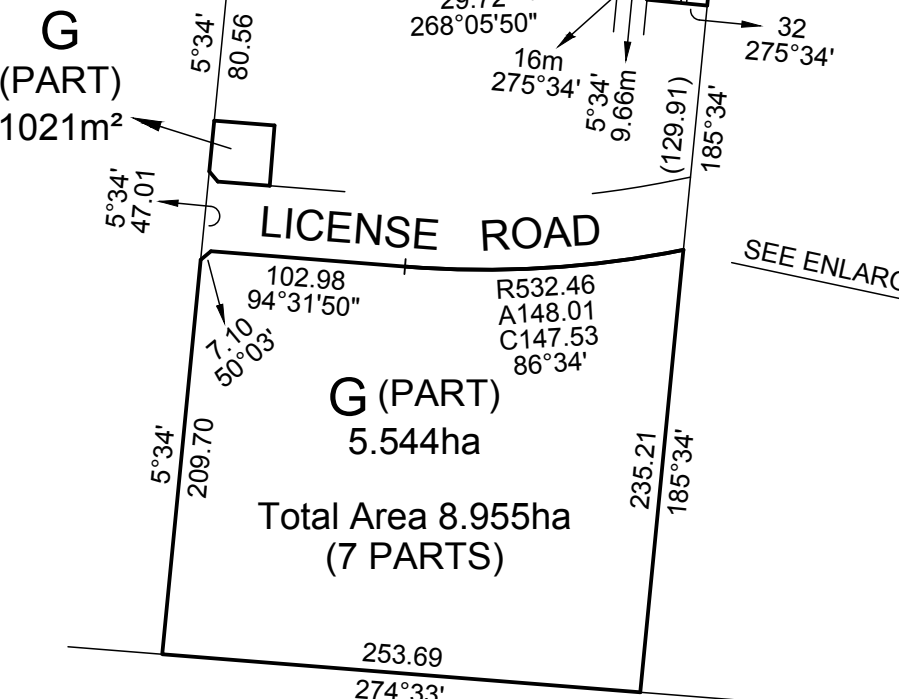 G
(PART)
1021m²
5°34'
80.56
29.72
268°05'50"
16m
275°34'
5°34'
9.66m
32
275°34'
(129.91)
185°34'
5°34'
47.01
LICENSE ROAD
SEE ENLARG
102.98
94°31'50"
R532.46
A148.01
C147.53
86°34'
7.10
50°03'
G (PART)
5.544ha
5°34'
209.70
235.21
185°34'
Total Area 8.955ha
(7 PARTS)
253.69
274°33'